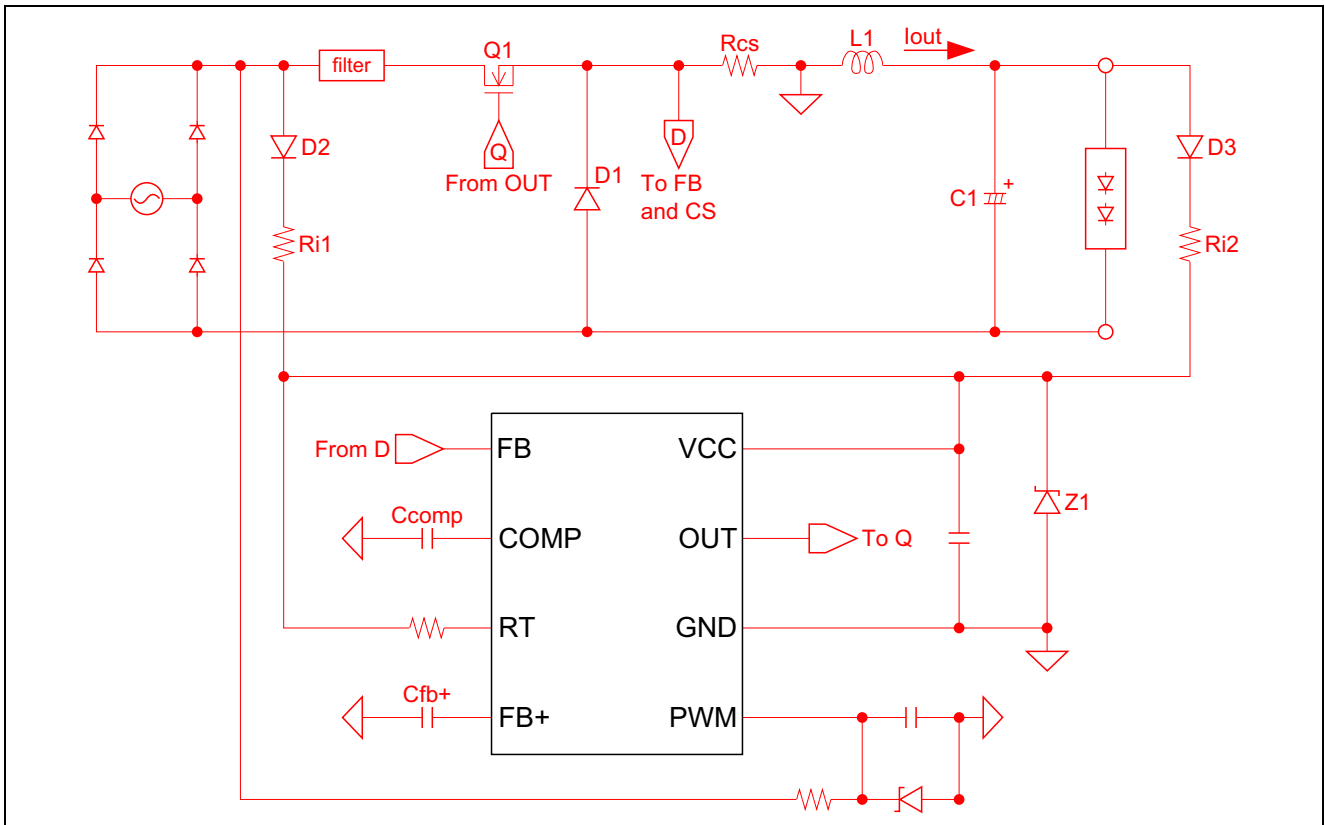 Q1
Rcs
L1
Iout
filter
D2
Q
From OUT
D1
D
To FB
and CS
C1
+
D3
Ri1
Ri2
From D
FB
VCC
Z1
Ccomp
COMP
OUT
To Q
RT
GND
Cfb+
FB+
PWM